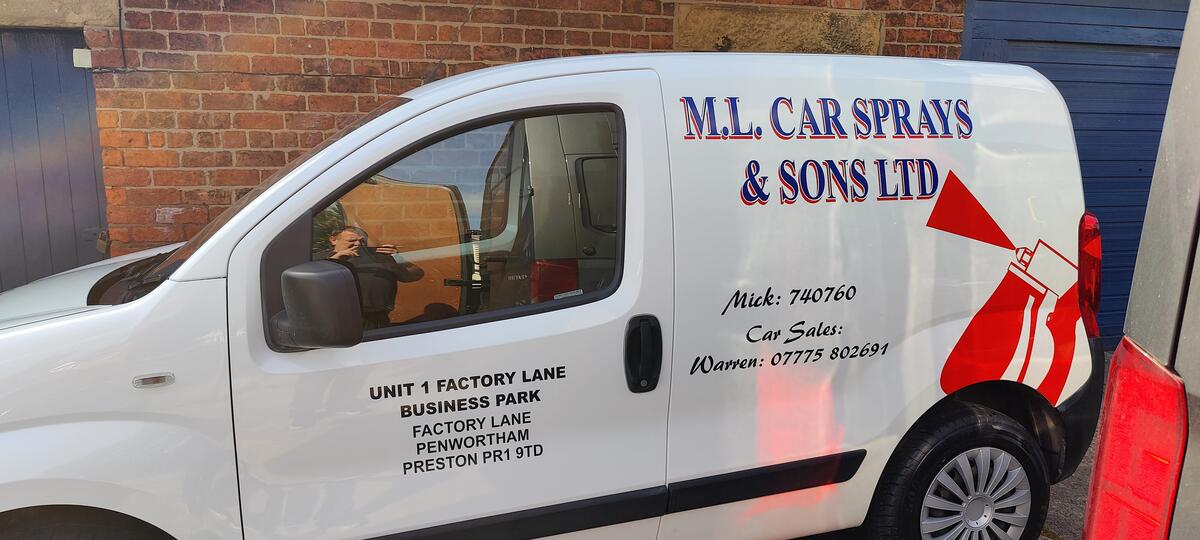 M.L. CAR SPRAYS
& SONS LTD
Mick: 740760
Car Sales:
Warren: 07775 802691
UNIT 1 FACTORY LANE
BUSINESS PARK
FACTORY LANE
PENWORTHAM
PRESTON PR1 9TD